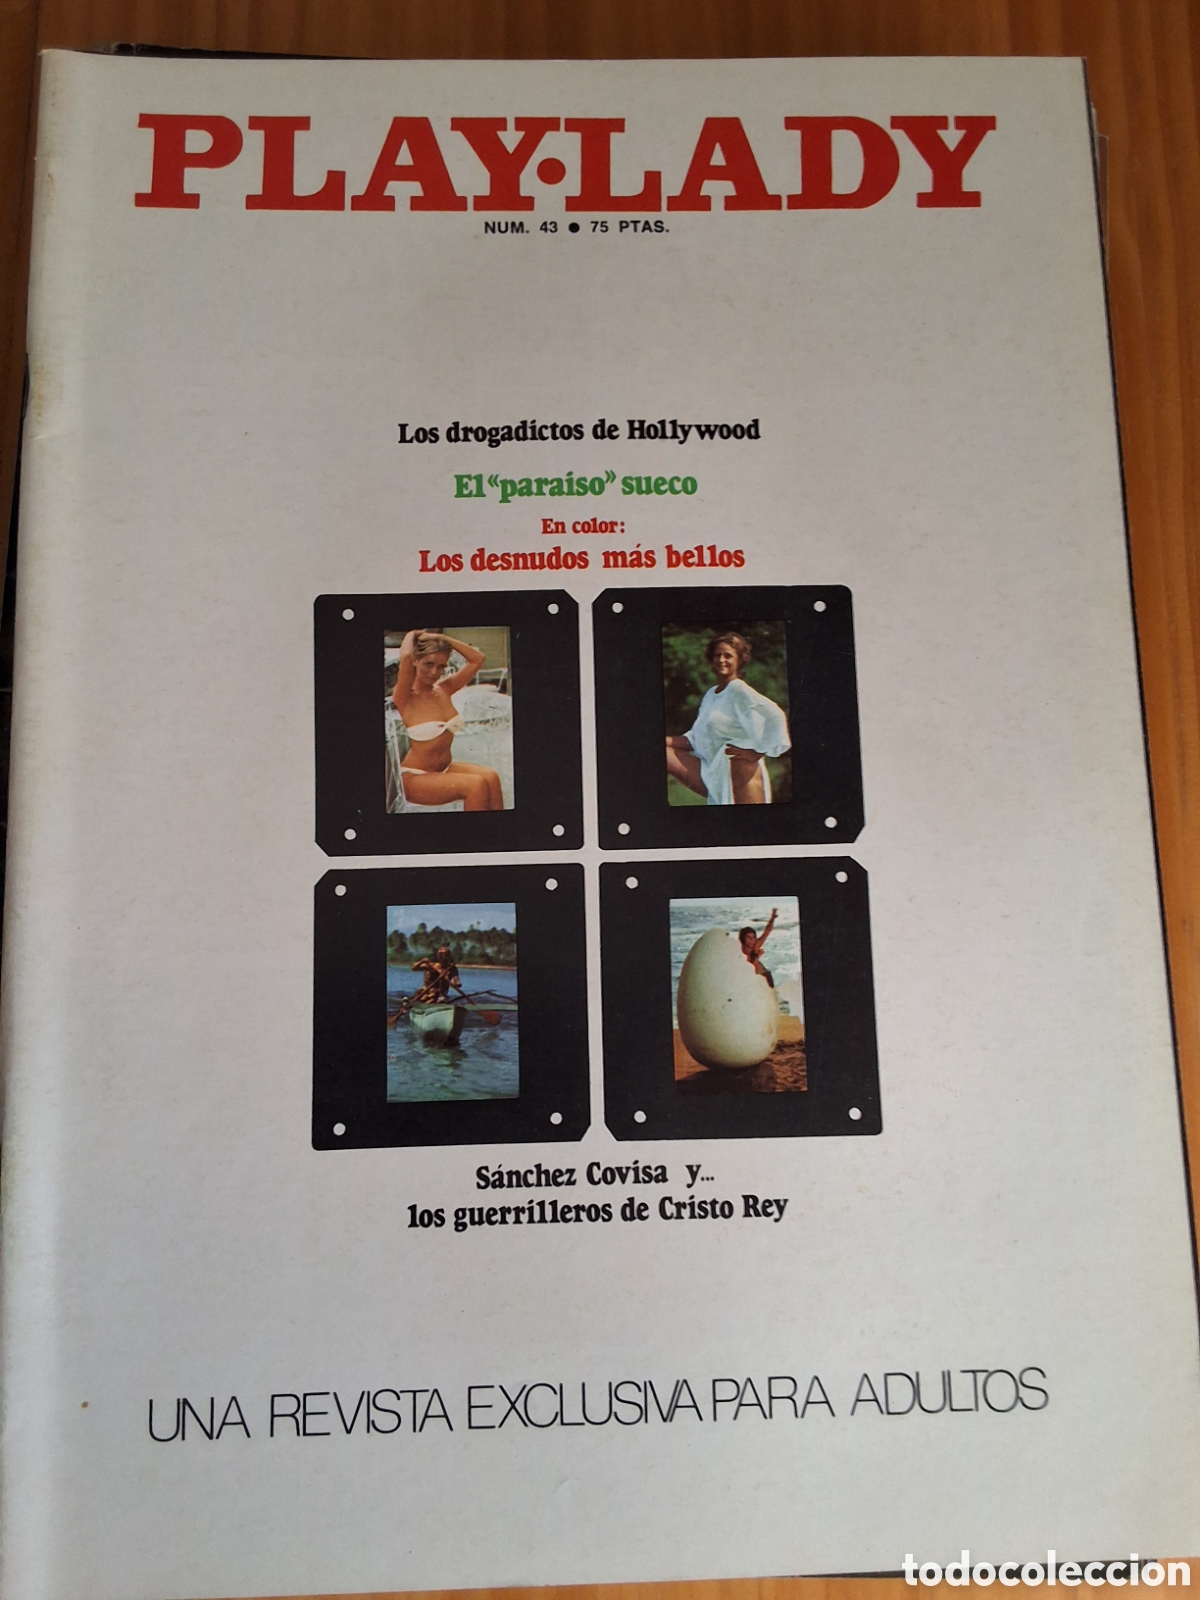 PLAY·LADY
NUM. 43 ● 75 PTAS.
Los drogadictos de Hollywood
El «paraíso» sueco
En color:
Los desnudos más bellos
Sánchez Covisa y...
los guerrilleros de Cristo Rey
UNA REVISTA EXCLUSIVA PARA ADULTOS
todocoleccion